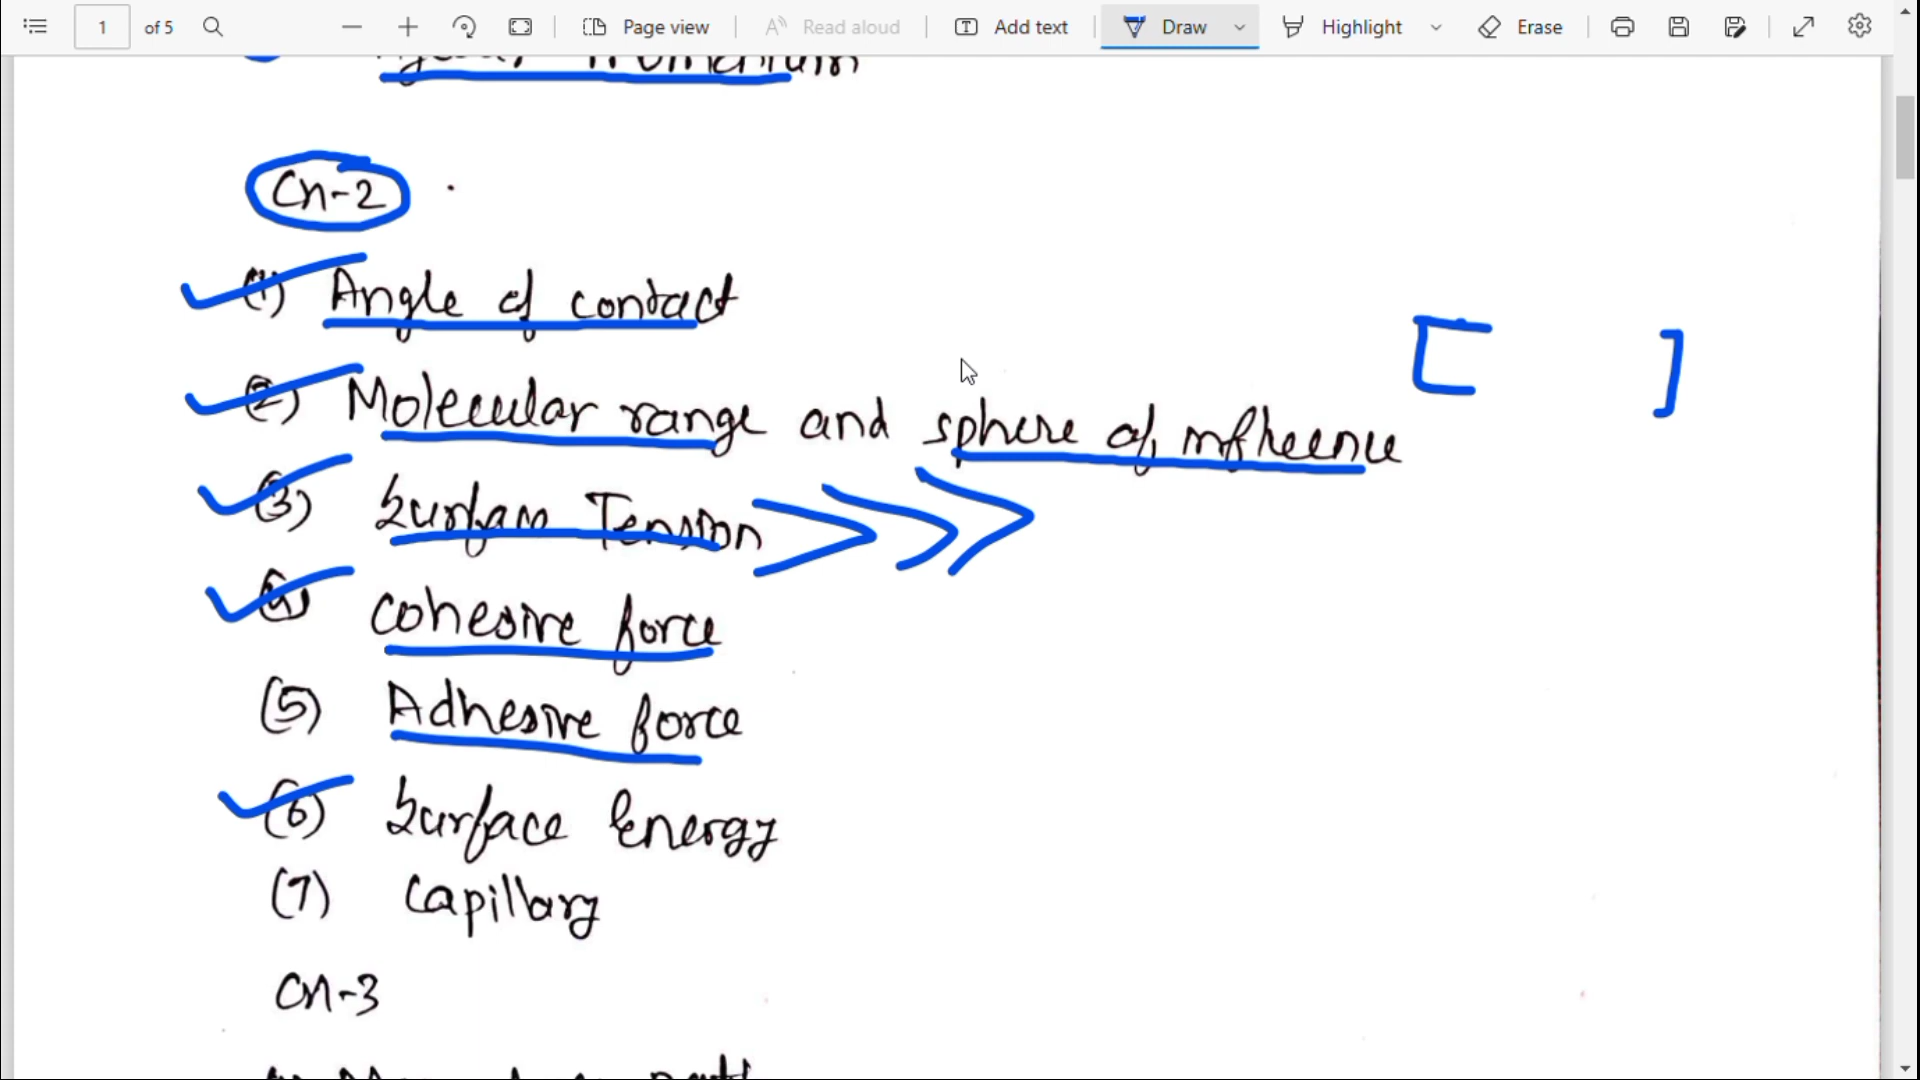 1 of 5 Page view Read aloud Add text Draw Highlight Erase
momentum
Ch-2
(1) Angle of contact
(2) Molecular range and sphere of influence
(3) Surface Tension
(4) Cohesive force
(5) Adhesive force
(6) Surface Energy
(7) Capillary
Ch-3